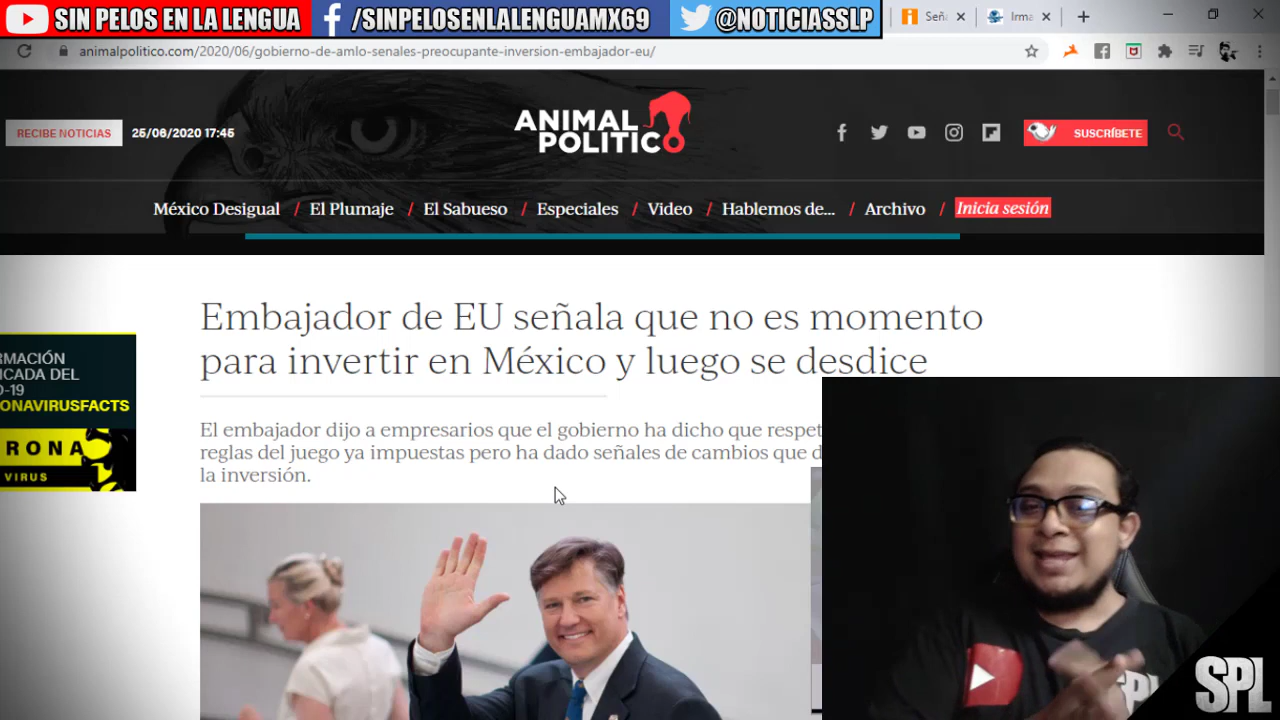 SIN PELOS EN LA LENGUA
/SINPELOSENLALENGUAMX69
@NOTICIASSLP
Seña
Irma
animalpolitico.com/2020/06/gobierno-de-amlo-senales-preocupante-inversion-embajador-eu/
RECIBE NOTICIAS
25/06/2020 17:45
ANIMAL
POLITICO
SUSCRÍBETE
México Desigual / El Plumaje / El Sabueso / Especiales / Video / Hablemos de... / Archivo / Inicia sesión
Embajador de EU señala que no es momento
para invertir en México y luego se desdice
El embajador dijo a empresarios que el gobierno ha dicho que respet
reglas del juego ya impuestas pero ha dado señales de cambios que d
la inversión.
RMACIÓN
ICADA DEL
D-19
ONAVIRUSFACTS
RONA
VIRUS
SPL
SPL